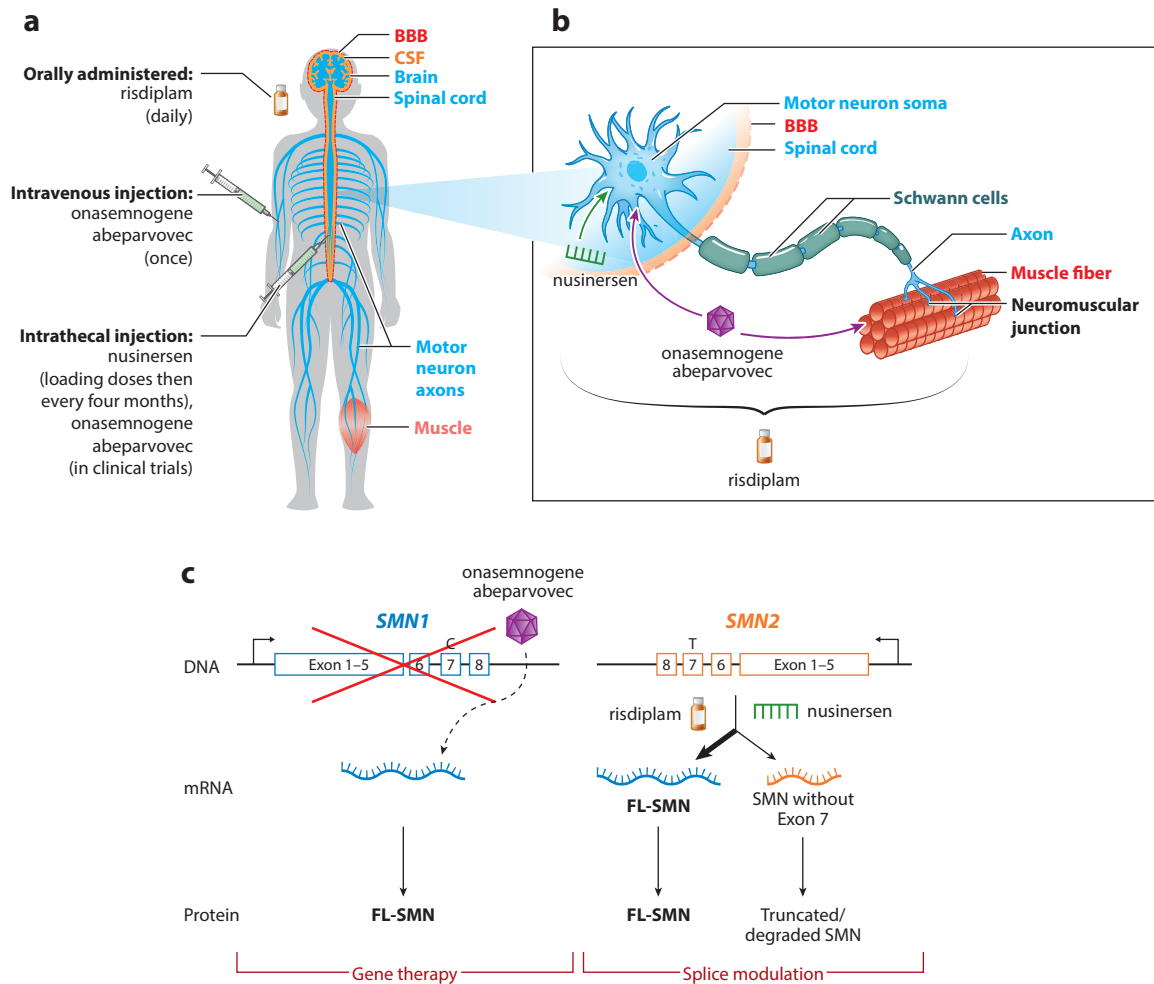 a
BBB
CSF
Brain
Spinal cord
Orally administered:
risdiplam
(daily)
Intravenous injection:
onasemnogene
abeparvovec
(once)
Intrathecal injection:
nusinersen
(loading doses then
every four months),
onasemnogene
abeparvovec
(in clinical trials)
Motor
neuron
axons
Muscle
b
Motor neuron soma
BBB
Spinal cord
Schwann cells
Axon
Muscle fiber
Neuromuscular
junction
nusinersen
onasemnogene
abeparvovec
risdiplam
c
onasemnogene
abeparvovec
SMN1
SMN2
C
T
DNA
Exon 1–5
6
7
8
8
7
6
Exon 1–5
risdiplam
nusinersen
mRNA
FL-SMN
SMN without
Exon 7
Protein
FL-SMN
FL-SMN
Truncated/
degraded SMN
Gene therapy
Splice modulation